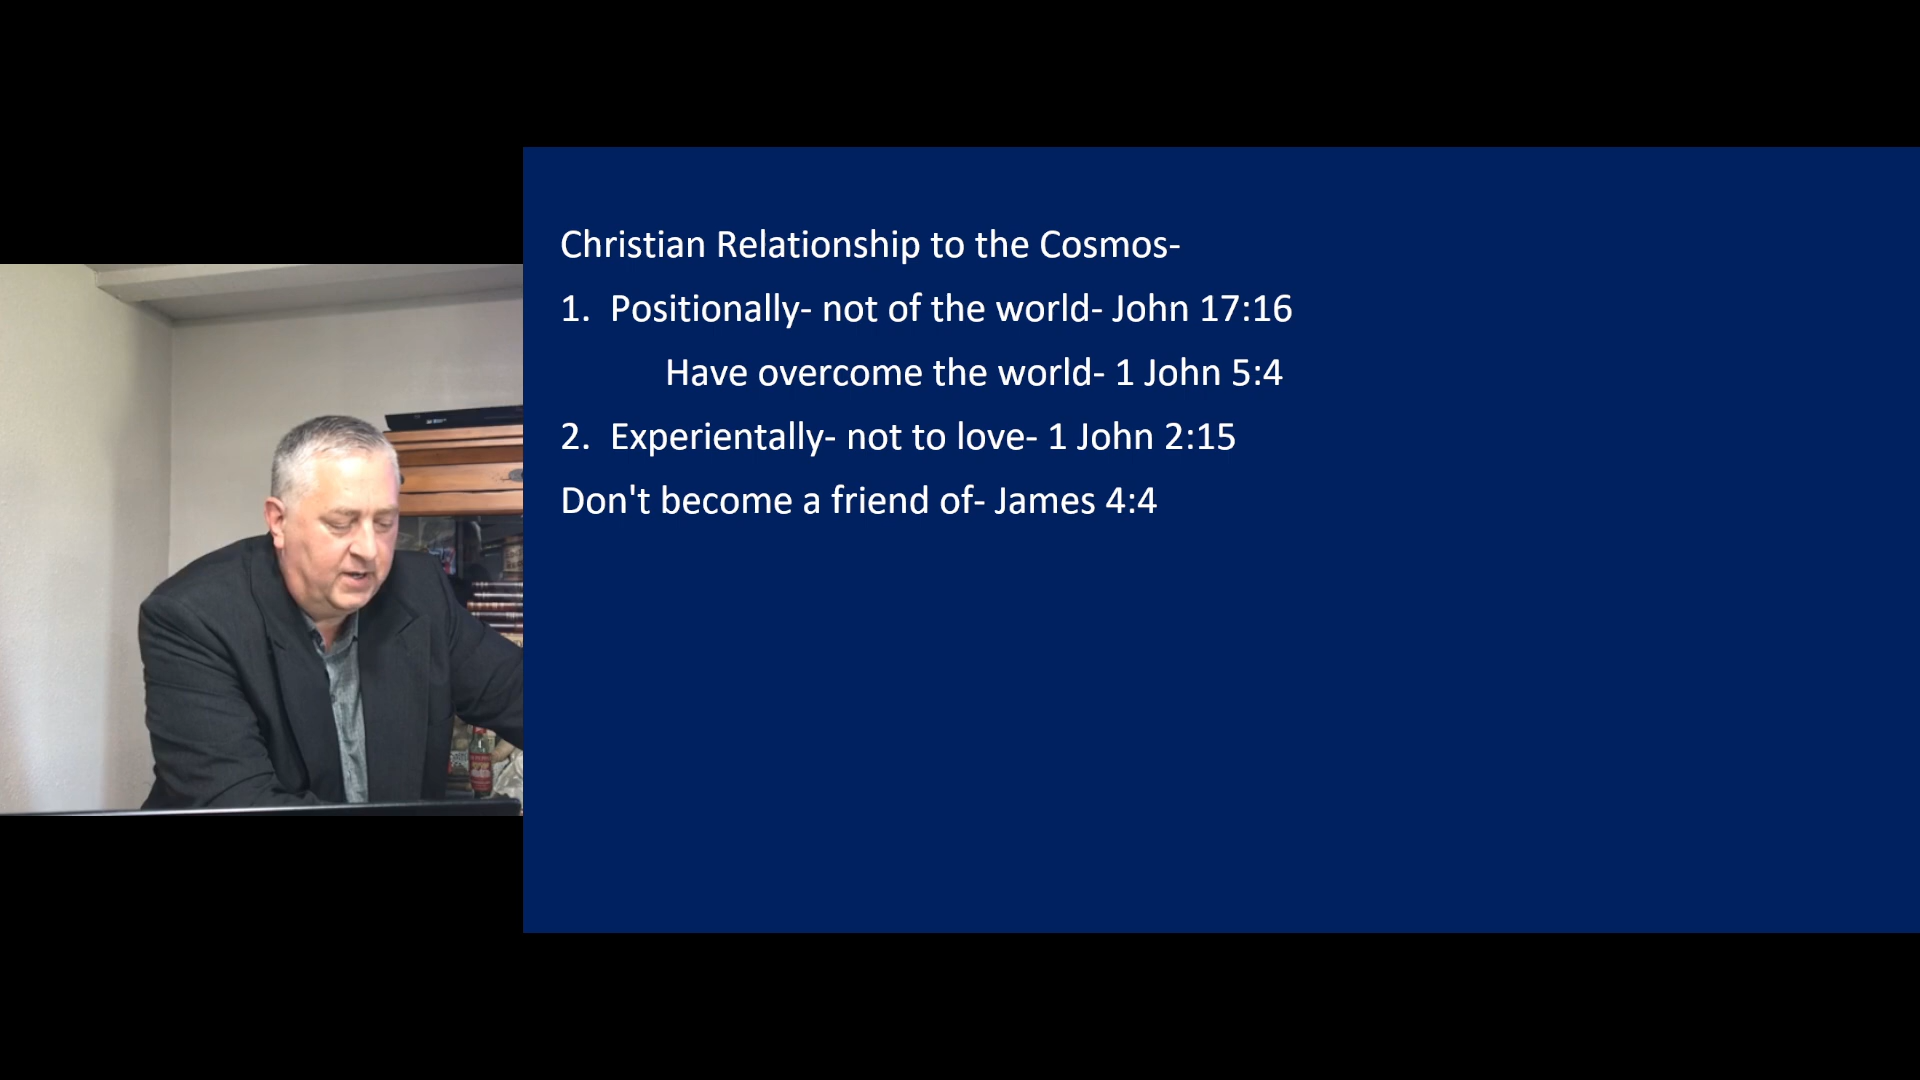 Christian Relationship to the Cosmos-
1. Positionally- not of the world- John 17:16
Have overcome the world- 1 John 5:4
2. Experientally- not to love- 1 John 2:15
Don't become a friend of- James 4:4